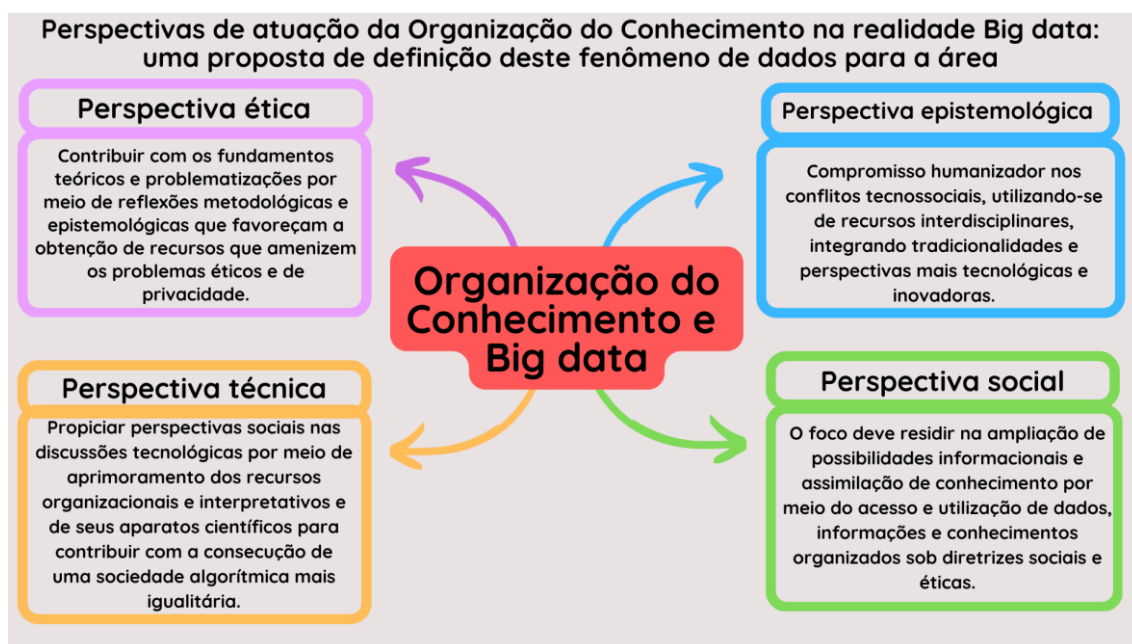 Perspectivas de atuação da Organização do Conhecimento na realidade Big data:
uma proposta de definição deste fenômeno de dados para a área
Perspectiva ética
Contribuir com os fundamentos
teóricos e problematizações por
meio de reflexões metodológicas e
epistemológicas que favoreçam a
obtenção de recursos que amenizem
os problemas éticos e de
privacidade.
Perspectiva epistemológica
Compromisso humanizador nos
conflitos tecnossociais, utilizando-se
de recursos interdisciplinares,
integrando tradicionalidades e
perspectivas mais tecnológicas e
inovadoras.
Organização do
Conhecimento e
Big data
Perspectiva técnica
Propiciar perspectivas sociais nas
discussões tecnológicas por meio de
aprimoramento dos recursos
organizacionais e interpretativos e
de seus aparatos científicos para
contribuir com a consecução de
uma sociedade algorítmica mais
igualitária.
Perspectiva social
O foco deve residir na ampliação de
possibilidades informacionais e
assimilação de conhecimento por
meio do acesso e utilização de dados,
informações e conhecimentos
organizados sob diretrizes sociais e
éticas.